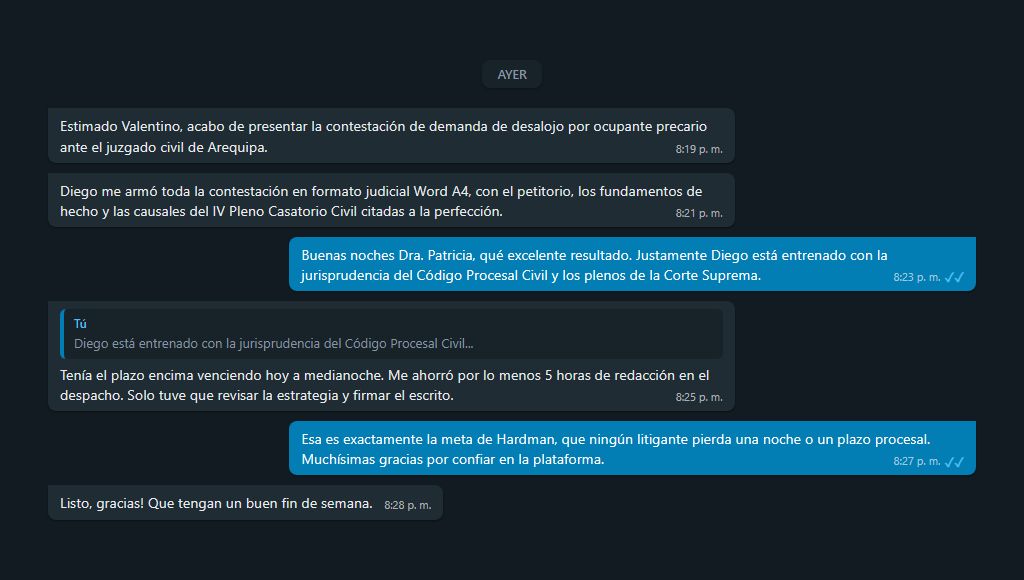 AYER
Estimado Valentino, acabo de presentar la contestación de demanda de desalojo por ocupante precario
ante el juzgado civil de Arequipa.
8:19 p. m.
Diego me armó toda la contestación en formato judicial Word A4, con el petitorio, los fundamentos de
hecho y las causales del IV Pleno Casatorio Civil citadas a la perfección.
8:21 p. m.
Buenas noches Dra. Patricia, qué excelente resultado. Justamente Diego está entrenado con la
jurisprudencia del Código Procesal Civil y los plenos de la Corte Suprema.
8:23 p. m.
Tú
Diego está entrenado con la jurisprudencia del Código Procesal Civil...
Tenía el plazo encima venciendo hoy a medianoche. Me ahorró por lo menos 5 horas de redacción en el
despacho. Solo tuve que revisar la estrategia y firmar el escrito.
8:25 p. m.
Esa es exactamente la meta de Hardman, que ningún litigante pierda una noche o un plazo procesal.
Muchísimas gracias por confiar en la plataforma.
8:27 p. m.
Listo, gracias! Que tengan un buen fin de semana.
8:28 p. m.